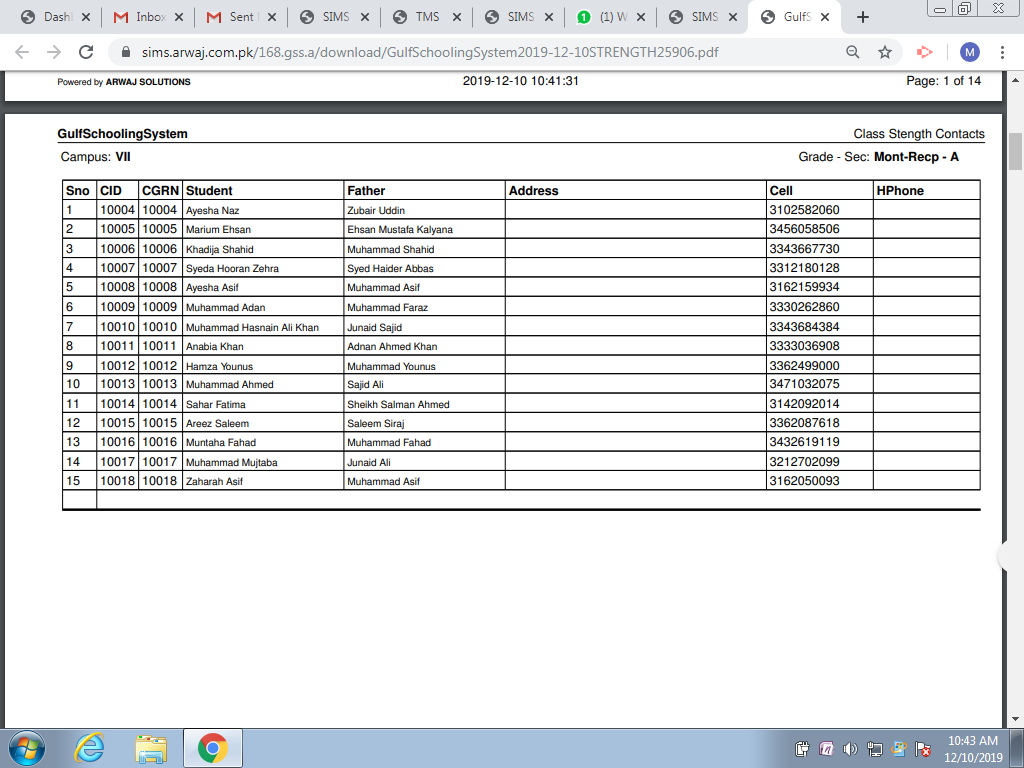 Dash Inbox Sent SIMS TMS SIMS (1) W SIMS GulfS
sims.arwaj.com.pk/168.gss.a/download/GulfSchoolingSystem2019-12-10STRENGTH25906.pdf M
Powered by ARWAJ SOLUTIONS 2019-12-10 10:41:31 Page: 1 of 14
GulfSchoolingSystem Class Stength Contacts
Campus: VII Grade - Sec: Mont-Recp - A
Sno CID CGRN Student Father Address Cell HPhone
1 10004 10004 Ayesha Naz Zubair Uddin 3102582060
2 10005 10005 Marium Ehsan Ehsan Mustafa Kalyana 3456058506
3 10006 10006 Khadija Shahid Muhammad Shahid 3343667730
4 10007 10007 Syeda Hooran Zehra Syed Haider Abbas 3312180128
5 10008 10008 Ayesha Asif Muhammad Asif 3162159934
6 10009 10009 Muhammad Adan Muhammad Faraz 3330262860
7 10010 10010 Muhammad Hasnain Ali Khan Junaid Sajid 3343684384
8 10011 10011 Anabia Khan Adnan Ahmed Khan 3333036908
9 10012 10012 Hamza Younus Muhammad Younus 3362499000
10 10013 10013 Muhammad Ahmed Sajid Ali 3471032075
11 10014 10014 Sahar Fatima Sheikh Salman Ahmed 3142092014
12 10015 10015 Areez Saleem Saleem Siraj 3362087618
13 10016 10016 Muntaha Fahad Muhammad Fahad 3432619119
14 10017 10017 Muhammad Mujtaba Junaid Ali 3212702099
15 10018 10018 Zaharah Asif Muhammad Asif 3162050093
10:43 AM
12/10/2019